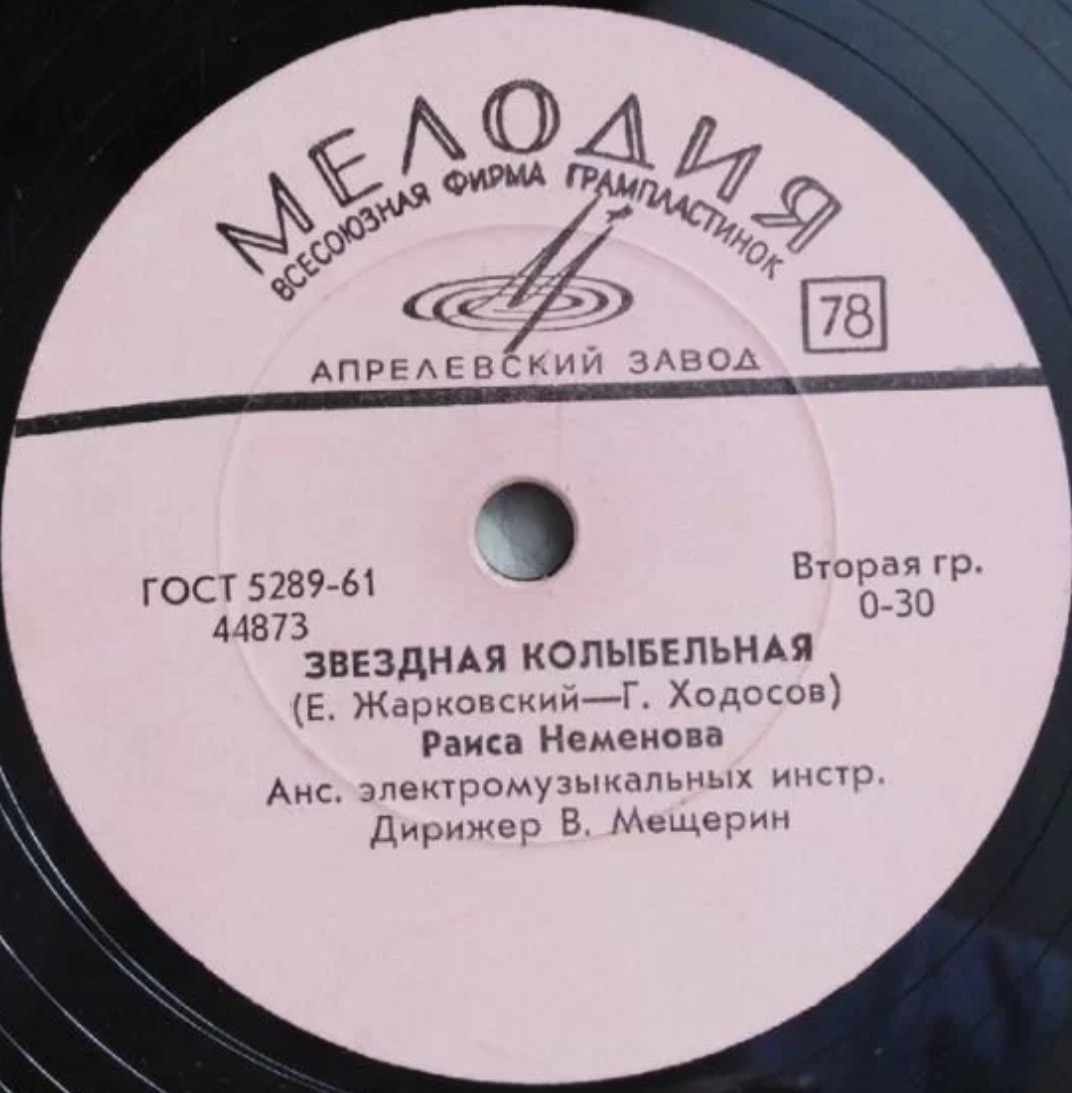 МЕЛОДИЯ
ВСЕСОЮЗНАЯ ФИРМА ГРАМПЛАСТИНОК
78
АПРЕЛЕВСКИЙ ЗАВОД
ГОСТ 5289-61
44873
Вторая гр.
0-30
ЗВЕЗДНАЯ КОЛЫБЕЛЬНАЯ
(Е. Жарковский—Г. Ходосов)
Раиса Неменова
Анс. электромузыкальных инстр.
Дирижер В. Мещерин